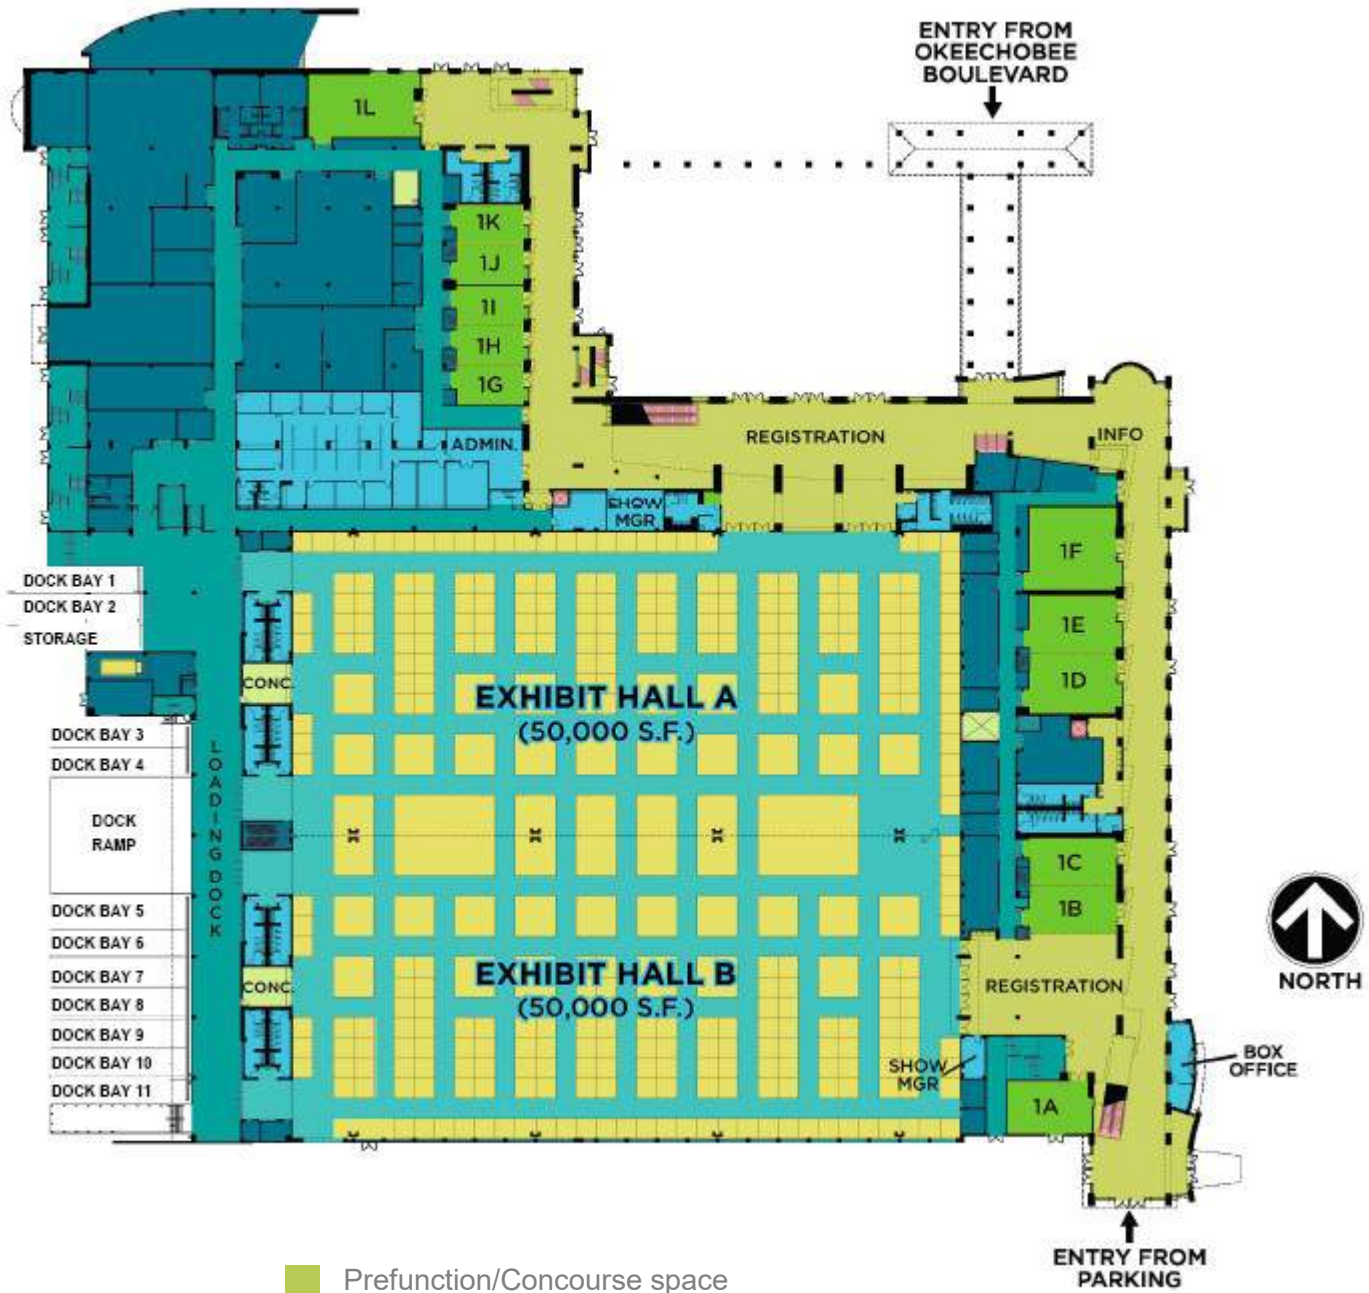 ENTRY FROM
OKEECHOBEE
BOULEVARD
1L
1K
1J
1I
1H
1G
ADMIN.
REGISTRATION
INFO
SHOW
MGR
1F
DOCK BAY 1
DOCK BAY 2
STORAGE
1E
1D
CONC.
EXHIBIT HALL A
(50,000 S.F.)
DOCK BAY 3
DOCK BAY 4
LOADING DOCK
DOCK
RAMP
1C
1B
DOCK BAY 5
DOCK BAY 6
DOCK BAY 7
DOCK BAY 8
DOCK BAY 9
DOCK BAY 10
DOCK BAY 11
CONC.
EXHIBIT HALL B
(50,000 S.F.)
REGISTRATION
NORTH
SHOW
MGR
BOX
OFFICE
1A
ENTRY FROM
PARKING
Prefunction/Concourse space